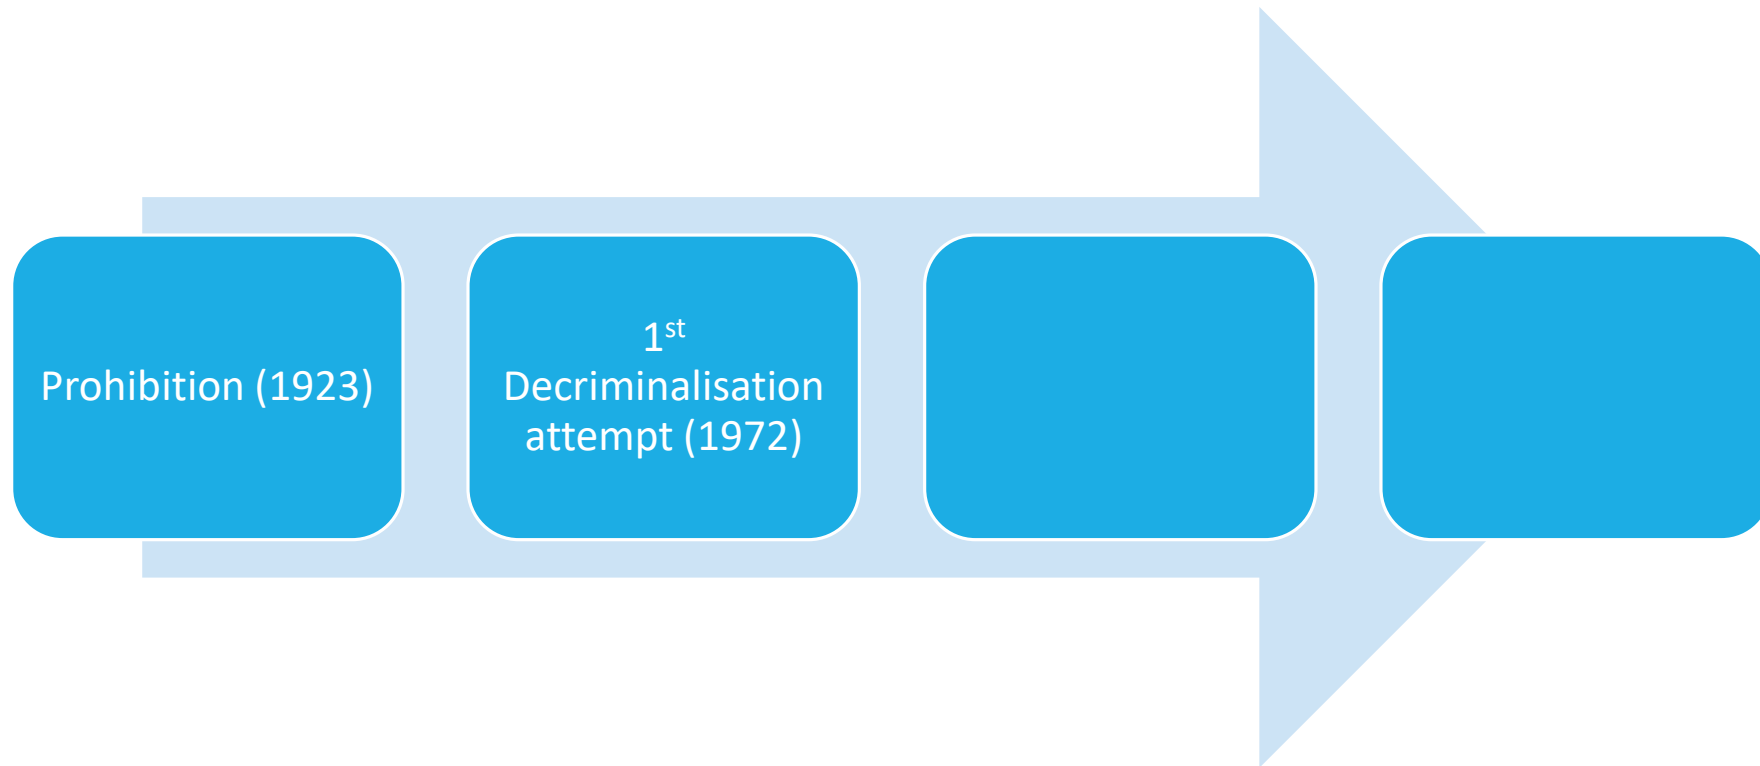 Prohibition (1923)
1st
Decriminalisation
attempt (1972)